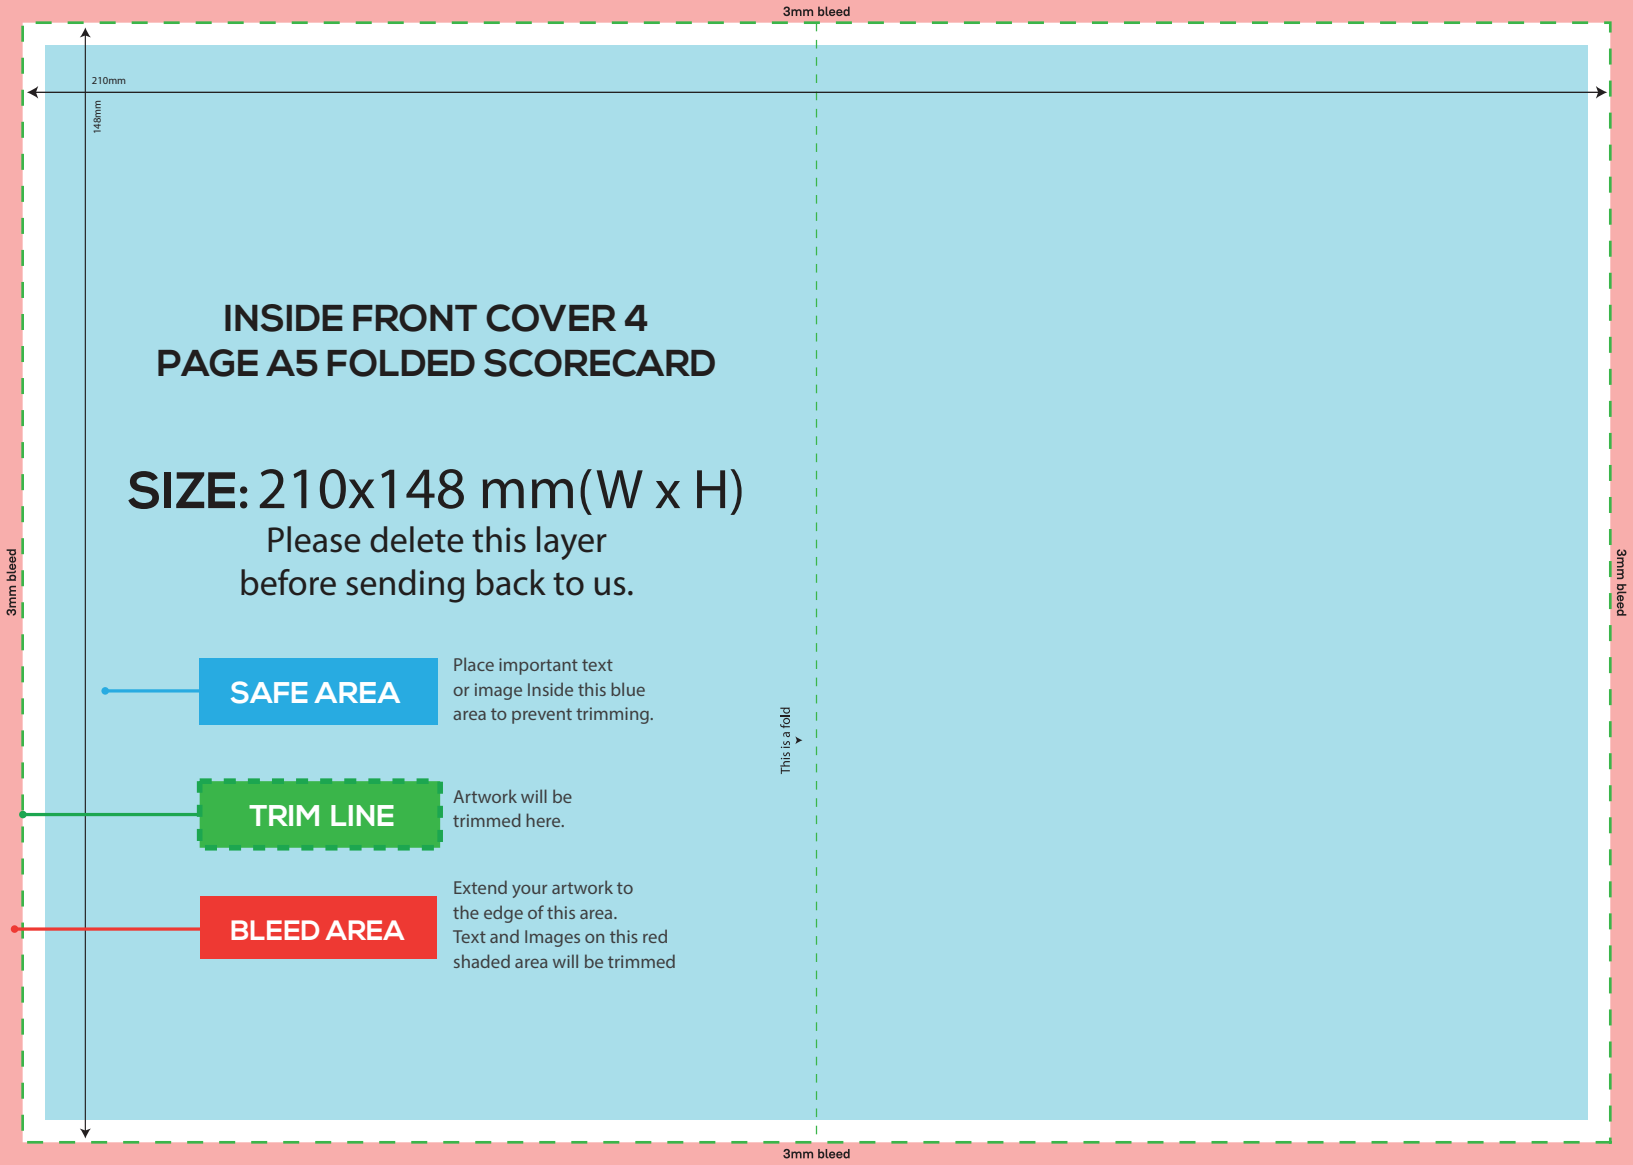 3mm bleed
210mm
148mm
INSIDE FRONT COVER 4
PAGE A5 FOLDED SCORECARD
SIZE: 210x148 mm(W x H)
Please delete this layer
before sending back to us.
3mm bleed
3mm bleed
SAFE AREA
Place important text
or image Inside this blue
area to prevent trimming.
This is a fold
TRIM LINE
Artwork will be
trimmed here.
BLEED AREA
Extend your artwork to
the edge of this area.
Text and Images on this red
shaded area will be trimmed
3mm bleed